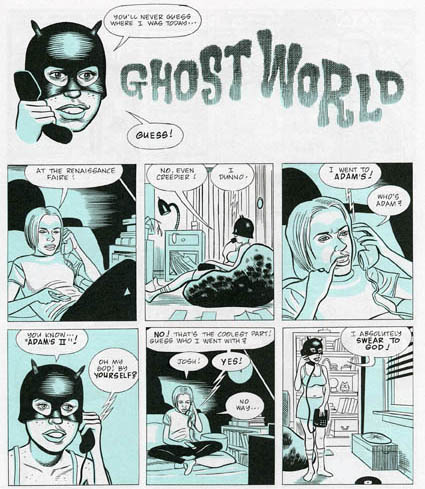 YOU'LL NEVER GUESS
WHERE I WAS TODAY...
GHOST WORLD
GUESS!
AT THE RENAISSANCE
FAIRE?
NO, EVEN
CREEPIER!
I
DUNNO..
I WENT TO
ADAM'S!
WHO'S
ADAM?
YOU KNOW...
"ADAM'S II"!
OH MY
GOD! BY
YOURSELF?
NO! THAT'S THE COOLEST PART!
GUESS WHO I WENT WITH?
JOSH?
YES!
NO
WAY...
I ABSOLUTELY
SWEAR TO
GOD!